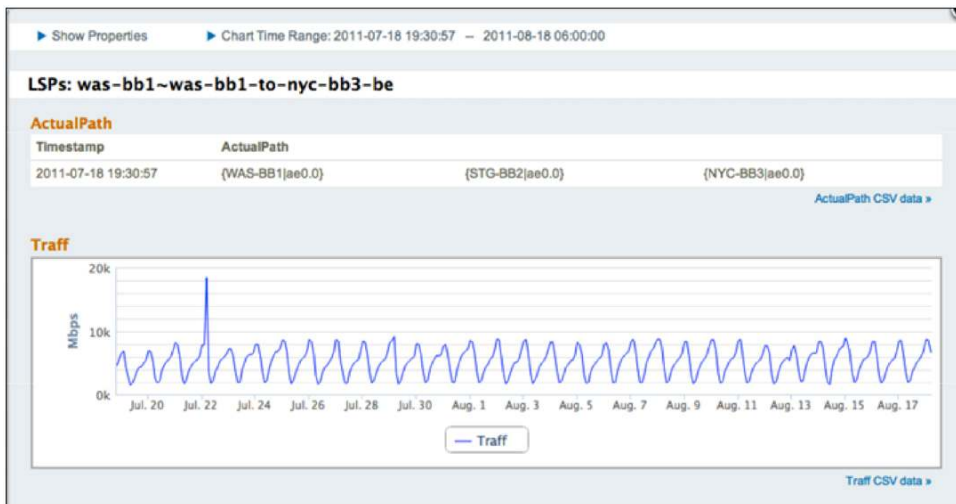 Show Properties Chart Time Range: 2011-07-18 19:30:57 -- 2011-08-18 06:00:00
LSPs: was-bb1~was-bb1-to-nyc-bb3-be
ActualPath
Timestamp ActualPath
2011-07-18 19:30:57 {WAS-BB1|ae0.0} {STG-BB2|ae0.0} {NYC-BB3|ae0.0}
ActualPath CSV data »
Traff
20k
10k
0k
Mbps
Jul. 20 Jul. 22 Jul. 24 Jul. 26 Jul. 28 Jul. 30 Aug. 1 Aug. 3 Aug. 5 Aug. 7 Aug. 9 Aug. 11 Aug. 13 Aug. 15 Aug. 17
Traff
Traff CSV data »